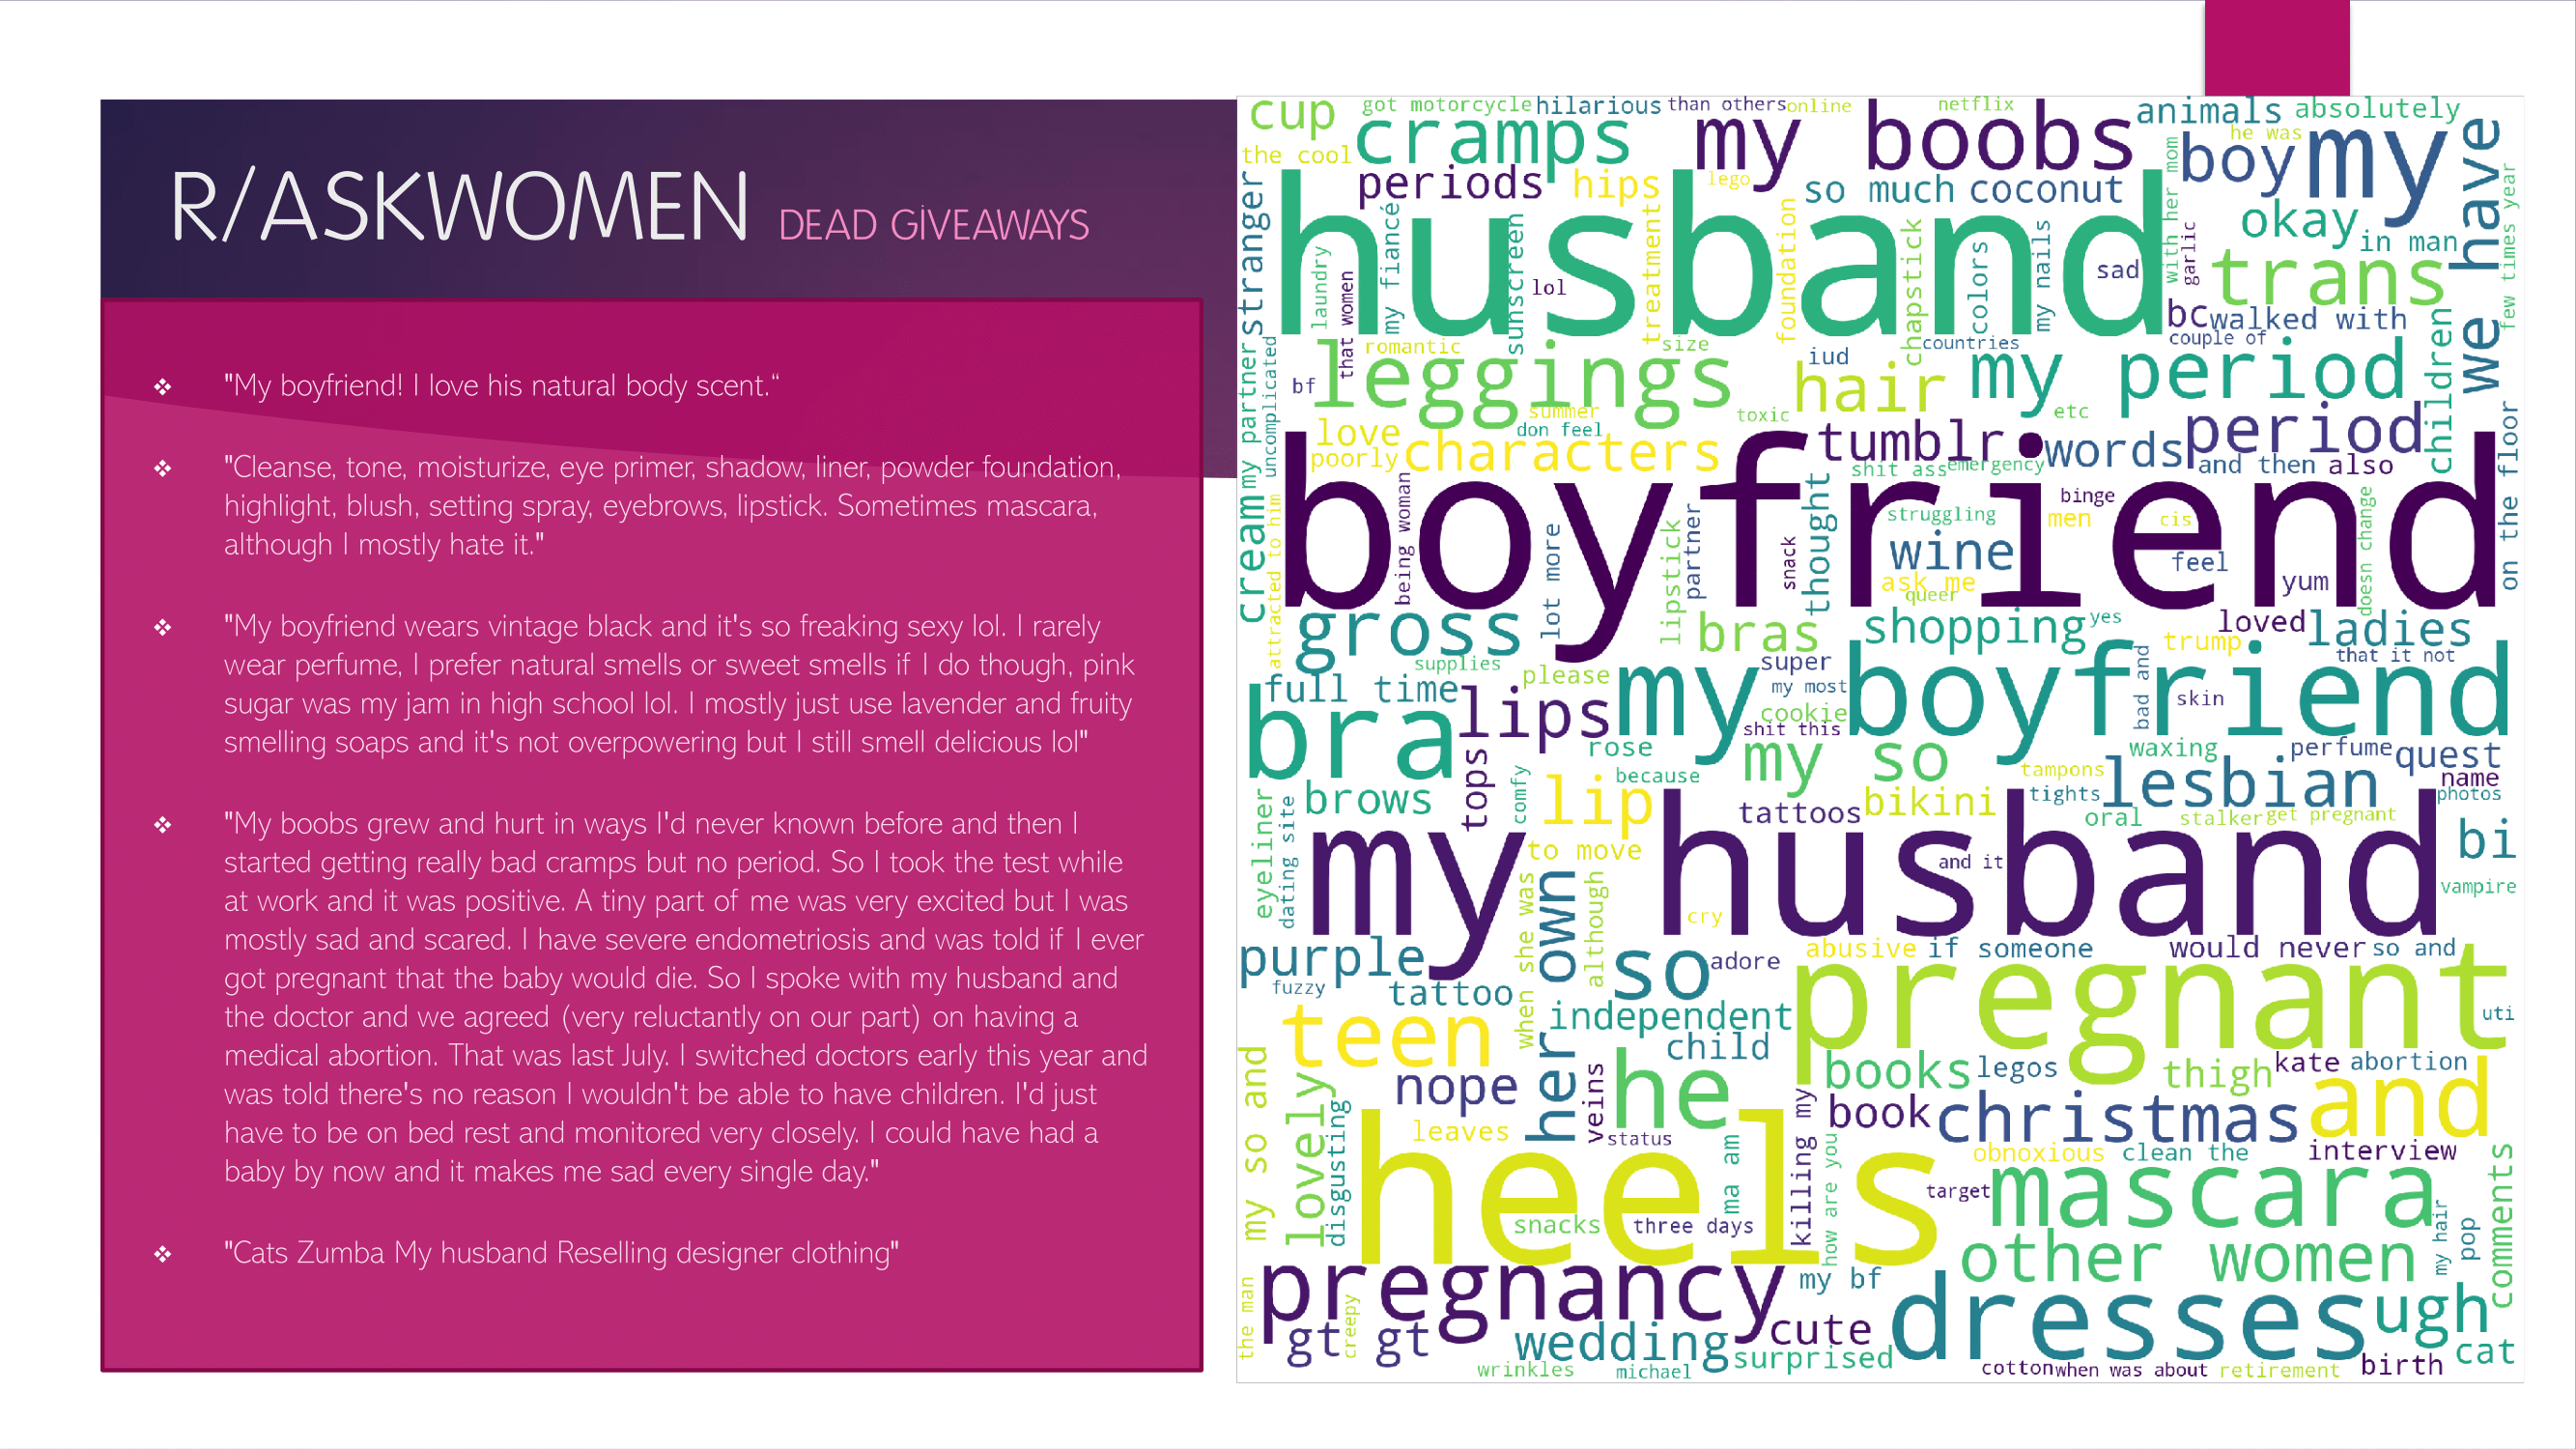 R/ASKWOMEN DEAD GIVEAWAYS
❖ "My boyfriend! I love his natural body scent.“
❖ "Cleanse, tone, moisturize, eye primer, shadow, liner, powder foundation,
highlight, blush, setting spray, eyebrows, lipstick. Sometimes mascara,
although I mostly hate it."
❖ "My boyfriend wears vintage black and it's so freaking sexy lol. I rarely
wear perfume, I prefer natural smells or sweet smells if I do though, pink
sugar was my jam in high school lol. I mostly just use lavender and fruity
smelling soaps and it's not overpowering but I still smell delicious lol"
❖ "My boobs grew and hurt in ways I'd never known before and then I
started getting really bad cramps but no period. So I took the test while
at work and it was positive. A tiny part of me was very excited but I was
mostly sad and scared. I have severe endometriosis and was told if I ever
got pregnant that the baby would die. So I spoke with my husband and
the doctor and we agreed (very reluctantly on our part) on having a
medical abortion. That was last July. I switched doctors early this year and
was told there's no reason I wouldn't be able to have children. I'd just
have to be on bed rest and monitored very closely. I could have had a
baby by now and it makes me sad every single day."
❖ "Cats Zumba My husband Reselling designer clothing"
cup
got motorcycle
hilarious
than others
online
netflix
animals
absolutely
the cool
cramps
my boobs
he was
boy
my
we have
periods
hips
lego
so much
coconut
with her mom
okay
in man
few times year
stranger
husband
laundry
that women
my fiancé
sunscreen
lol
treatment
foundation
chapstick
colors
my nails
sad
garlic
trans
bc
walked with
couple of
children
my partner
uncomplicated
romantic
size
iud
countries
bf
leggings
hair
my period
summer
toxic
etc
don feel
love
poorly
characters
tumblr
words
period
and then
also
shit ass
emergency
on the floor
cream
attracted to him
boyfriend
being woman
lot more
lipstick
partner
snack
thought
struggling
binge
men
cis
wine
feel
ask me
queer
yum
doesn change
gross
bras
shopping
yes
loved
ladies
trump
that it not
supplies
please
super
full time
my most
my boyfriend
bad and
skin
bra
lips
cookie
shit this
rose
my so
waxing
perfume
quest
because
tampons
lesbian
name
tops
comfy
brows
lip
tattoos
bikini
tights
photos
oral
stalker
get pregnant
eyeliner
dating site
my husband
to move
and it
bi
vampire
cry
when she was
her own
although
purple
so
adore
abusive
if someone
would never
so and
fuzzy
tattoo
pregnant
uti
teen
independent
child
he
books
legos
thigh
kate
abortion
my so and
lovely
nope
veins
book
christmas
and
disgusting
leaves
status
killing my
obnoxious
clean the
interview
comments
heels
ma am
how are you
target
mascara
my hair
pop
snacks
three days
other women
the man
pregnancy
my bf
dresses
ugh
gt gt
creepy
wedding
cute
surprised
cat
wrinkles
michael
cotton
when was about
retirement
birth